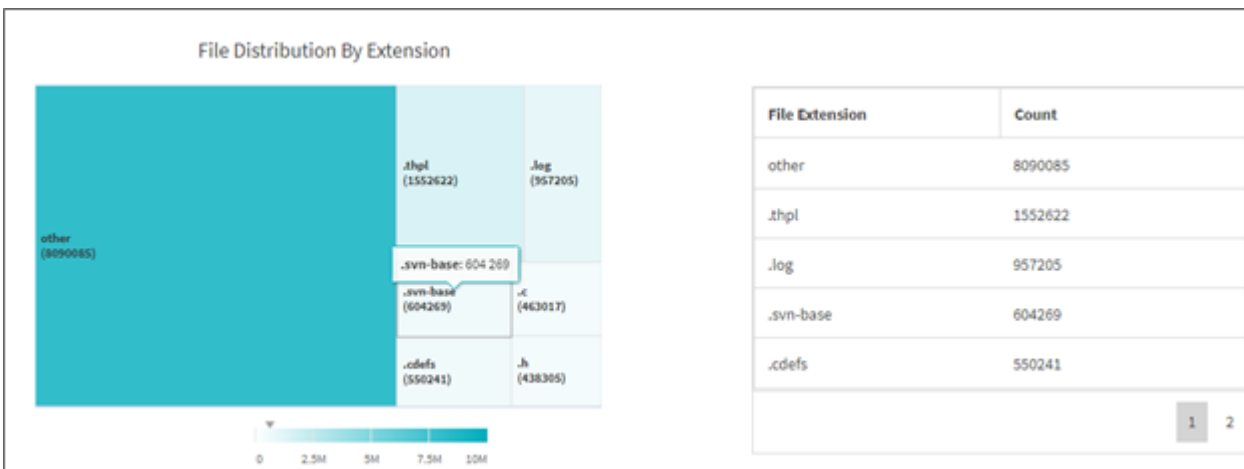 File Distribution By Extension
other
(8090085)
.thpl
(1552622)
.log
(957205)
.svn-base: 604 269
.svn-base
(604269)
.c
(463017)
.cdefs
(550241)
.h
(438305)
0 2.5M 5M 7.5M 10M
File Extension Count
other 8090085
.thpl 1552622
.log 957205
.svn-base 604269
.cdefs 550241
1 2